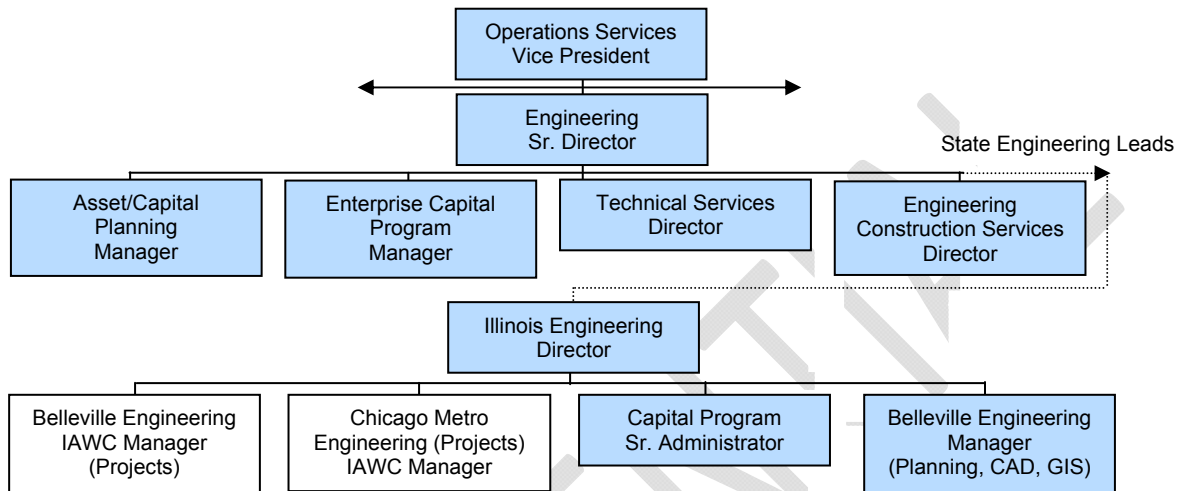 Operations Services
Vice President
Engineering
Sr. Director
State Engineering Leads
Asset/Capital
Planning
Manager
Enterprise Capital
Program
Manager
Technical Services
Director
Engineering
Construction Services
Director
Illinois Engineering
Director
Belleville Engineering
IAWC Manager
(Projects)
Chicago Metro
Engineering (Projects)
IAWC Manager
Capital Program
Sr. Administrator
Belleville Engineering
Manager
(Planning, CAD, GIS)